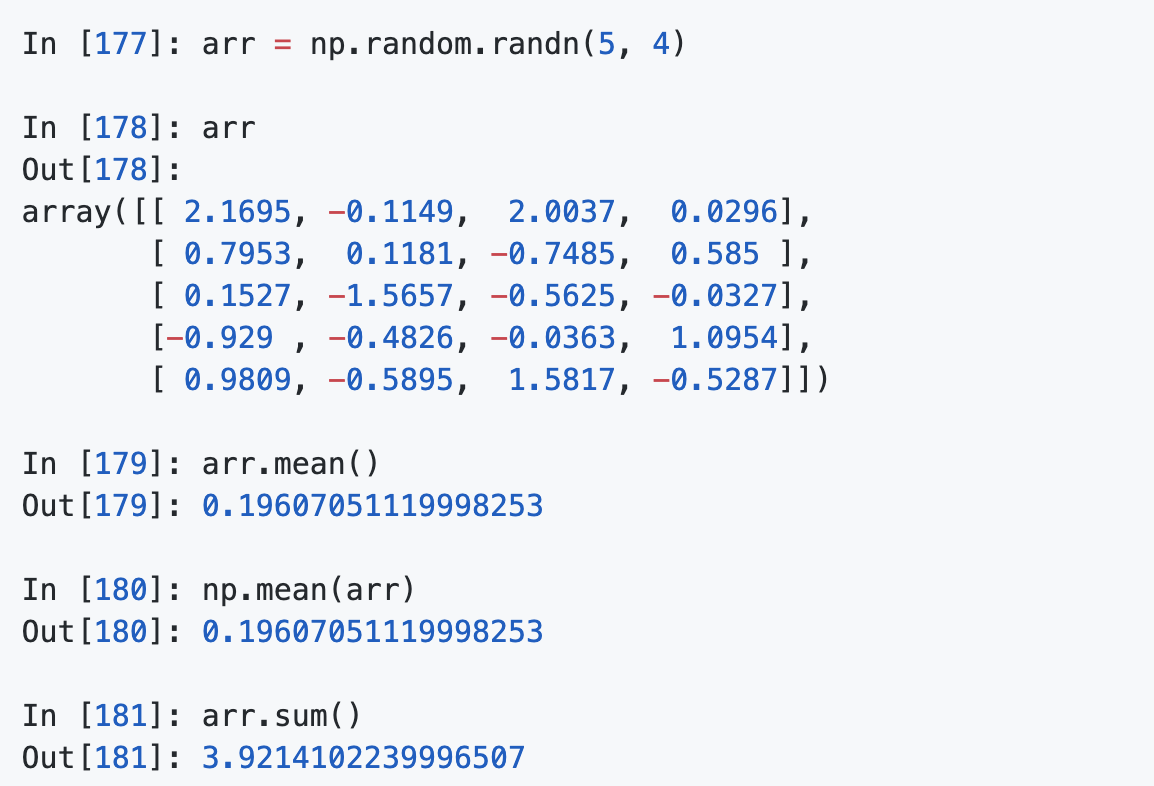 In [177]: arr = np.random.randn(5, 4)
In [178]: arr
Out[178]:
array([[ 2.1695, -0.1149,  2.0037,  0.0296],
       [ 0.7953,  0.1181, -0.7485,  0.585 ],
       [ 0.1527, -1.5657, -0.5625, -0.0327],
       [-0.929 , -0.4826, -0.0363,  1.0954],
       [ 0.9809, -0.5895,  1.5817, -0.5287]])
In [179]: arr.mean()
Out[179]: 0.19607051119998253
In [180]: np.mean(arr)
Out[180]: 0.19607051119998253
In [181]: arr.sum()
Out[181]: 3.9214102239996507